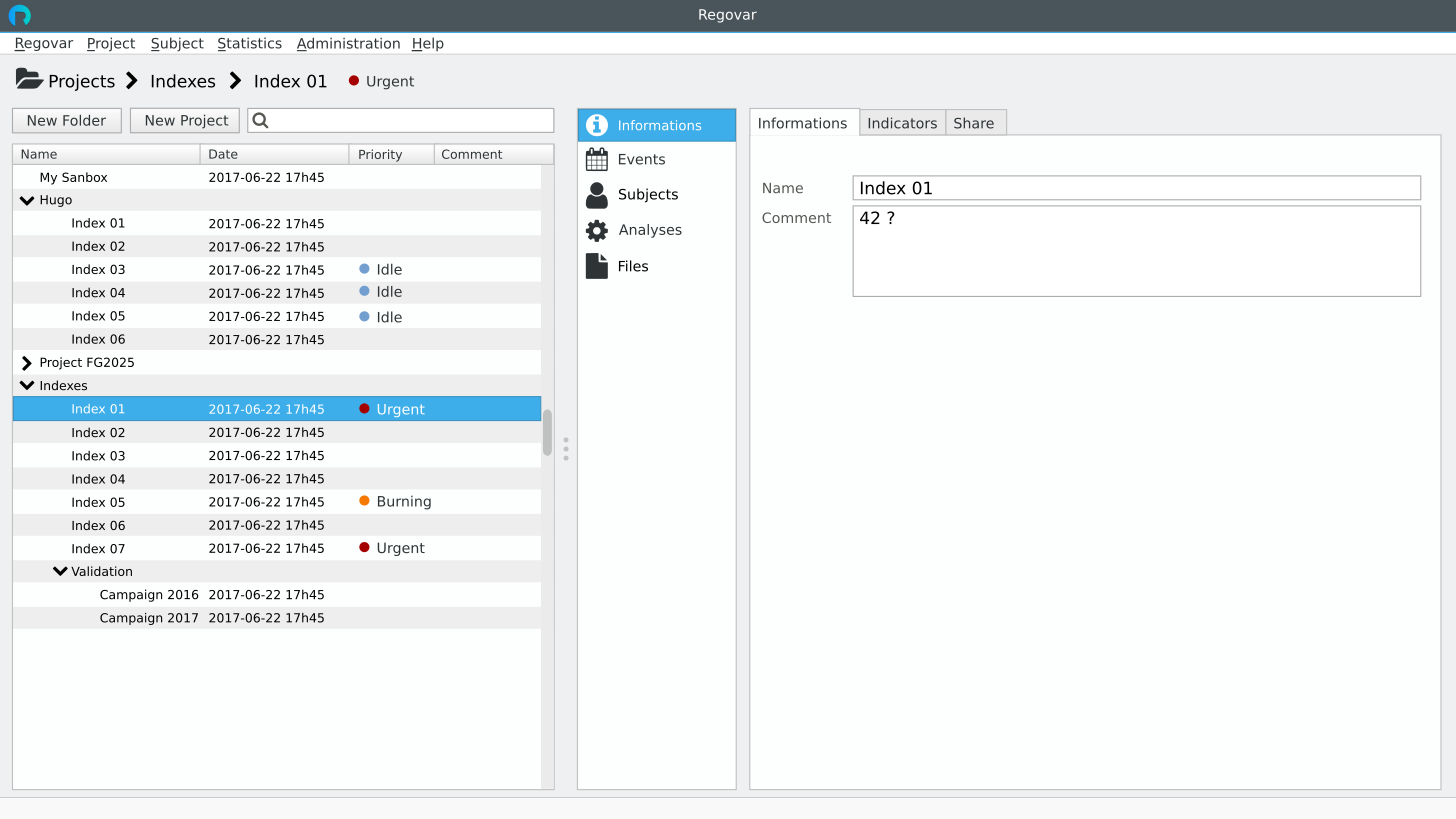 Regovar
Regovar Project Subject Statistics Administration Help
Projects Indexes Index 01 Urgent
New Folder New Project
Name Date Priority Comment
My Sanbox 2017-06-22 17h45
Hugo
Index 01 2017-06-22 17h45
Index 02 2017-06-22 17h45
Index 03 2017-06-22 17h45 Idle
Index 04 2017-06-22 17h45 Idle
Index 05 2017-06-22 17h45 Idle
Index 06 2017-06-22 17h45
Project FG2025
Indexes
Index 01 2017-06-22 17h45 Urgent
Index 02 2017-06-22 17h45
Index 03 2017-06-22 17h45
Index 04 2017-06-22 17h45
Index 05 2017-06-22 17h45 Burning
Index 06 2017-06-22 17h45
Index 07 2017-06-22 17h45 Urgent
Validation
Campaign 2016 2017-06-22 17h45
Campaign 2017 2017-06-22 17h45
Informations
Events
Subjects
Analyses
Files
Informations Indicators Share
Name Index 01
Comment 42 ?